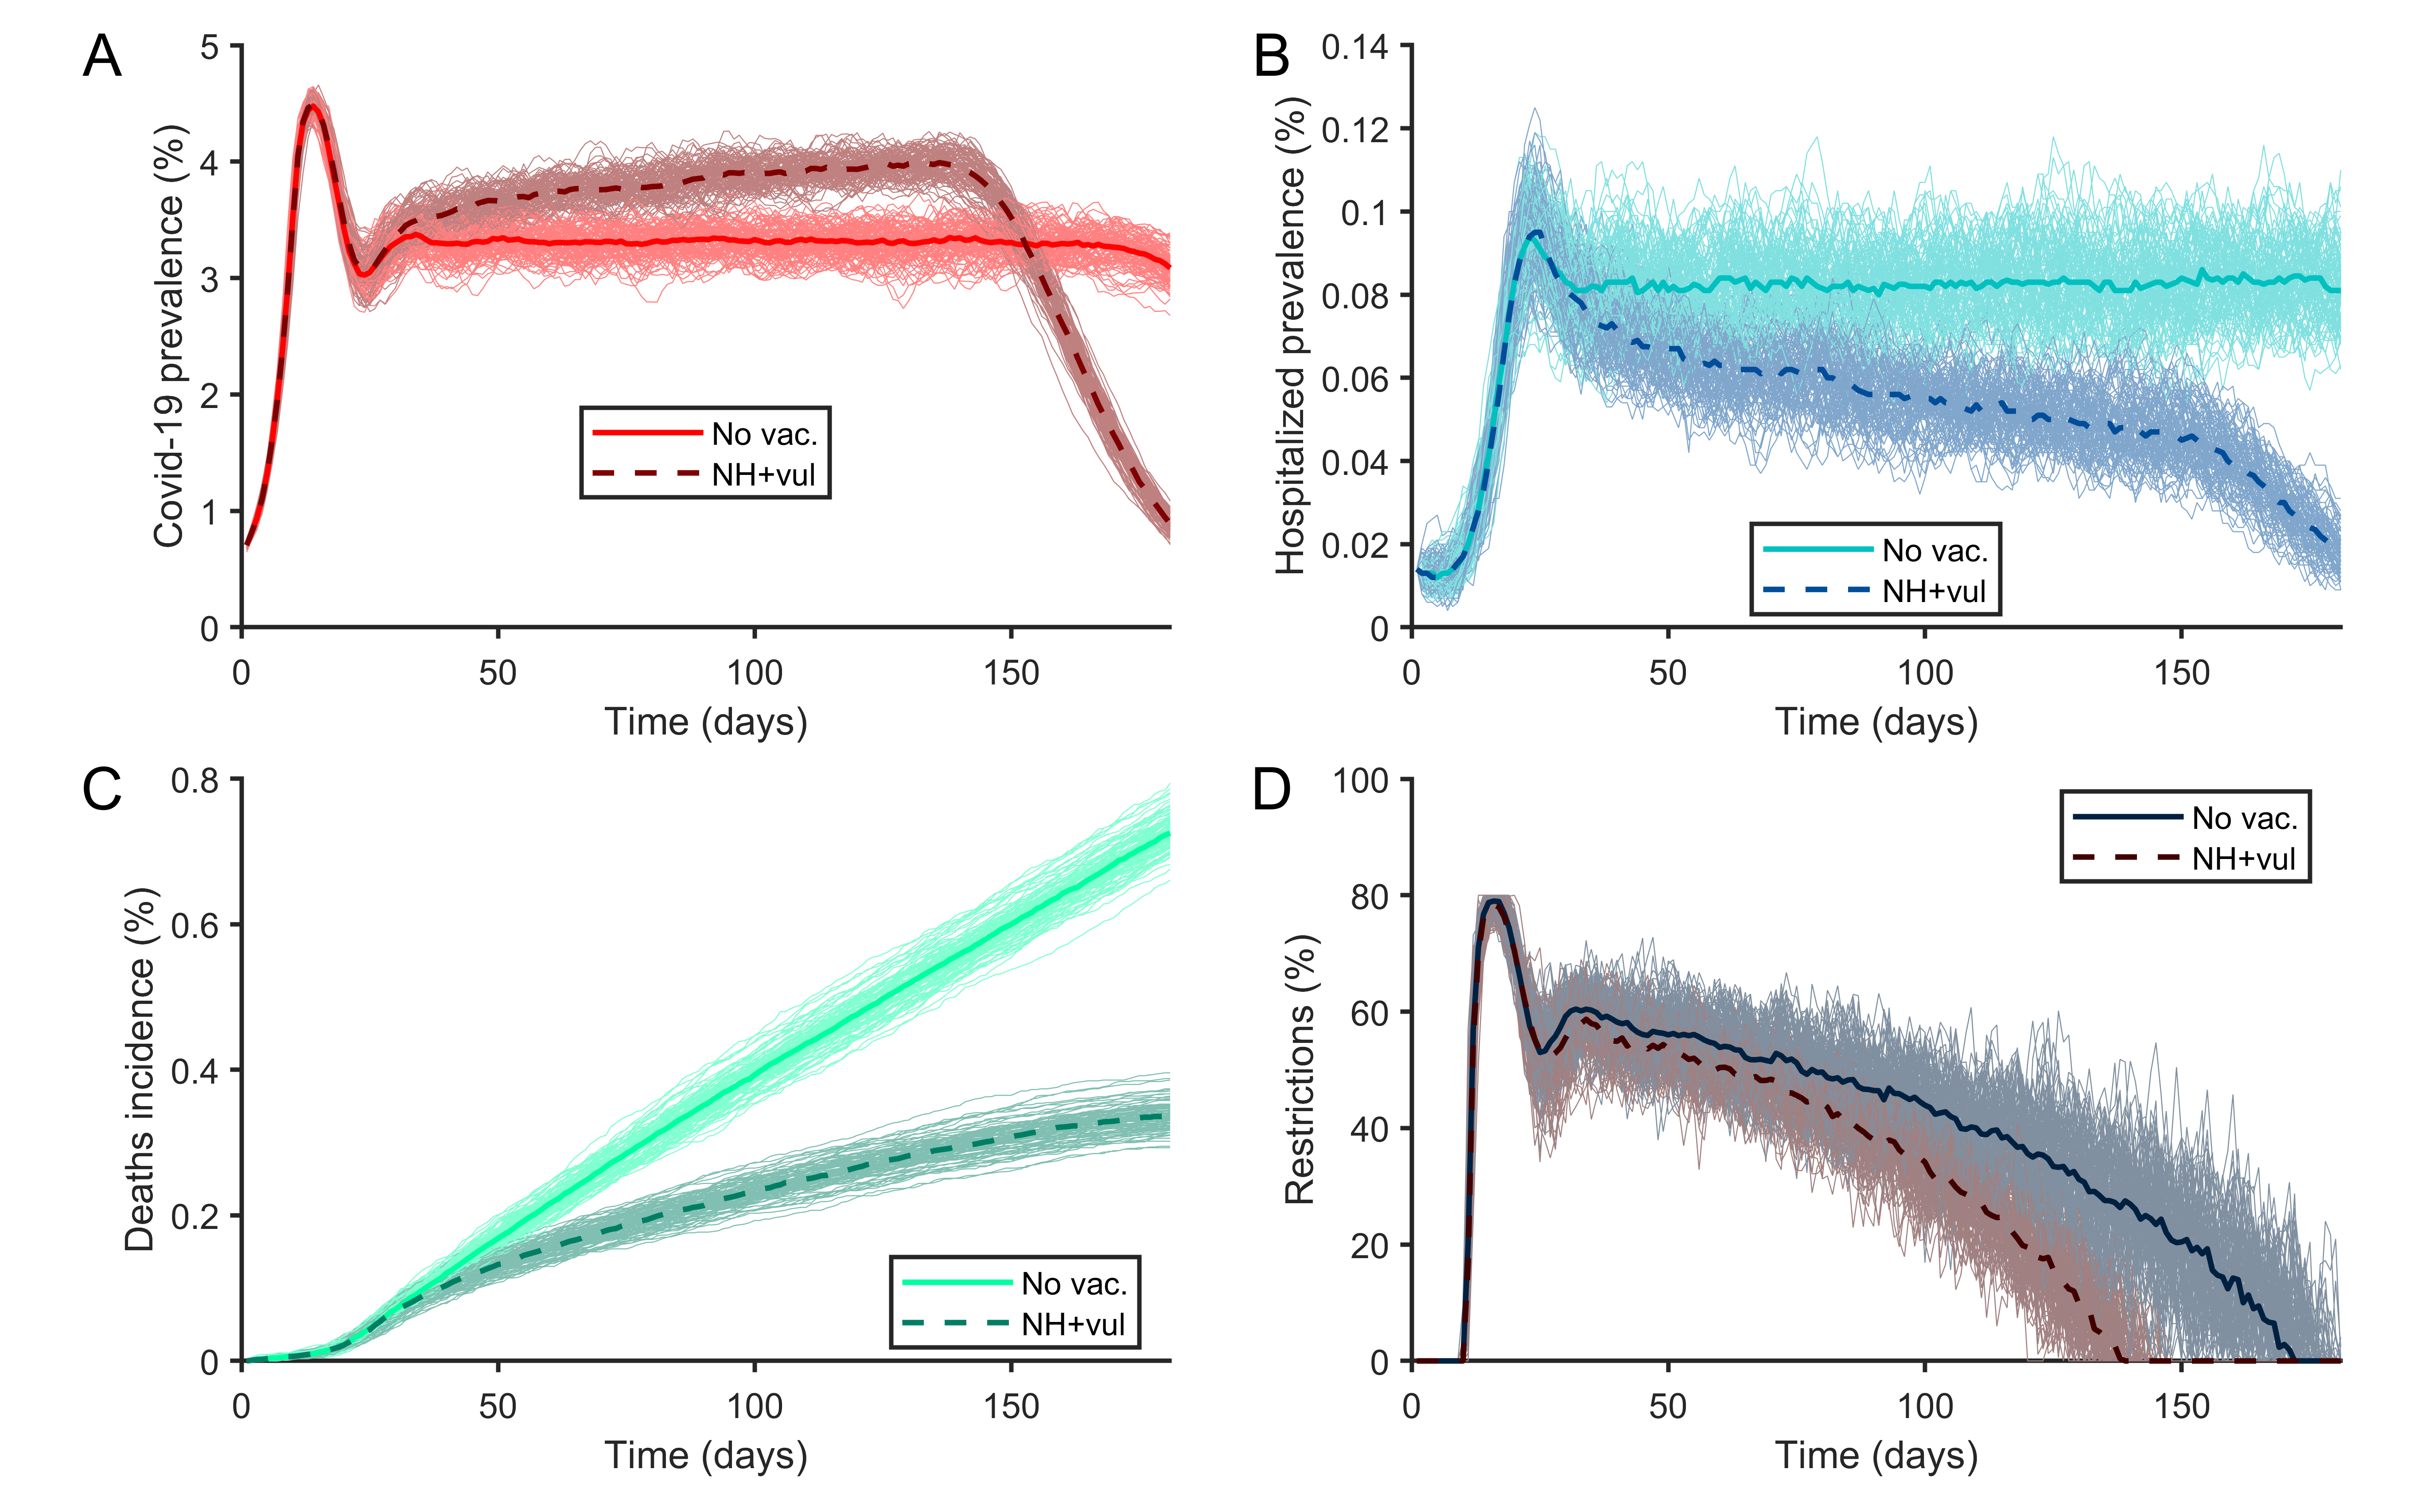 A
Covid-19 prevalence (%)
5
4
3
2
1
0
0 50 100 150
Time (days)
No vac.
NH+vul
B
Hospitalized prevalence (%)
0.14
0.12
0.1
0.08
0.06
0.04
0.02
0
0 50 100 150
Time (days)
No vac.
NH+vul
C
Deaths incidence (%)
0.8
0.6
0.4
0.2
0
0 50 100 150
Time (days)
No vac.
NH+vul
D
Restrictions (%)
100
80
60
40
20
0
0 50 100 150
Time (days)
No vac.
NH+vul